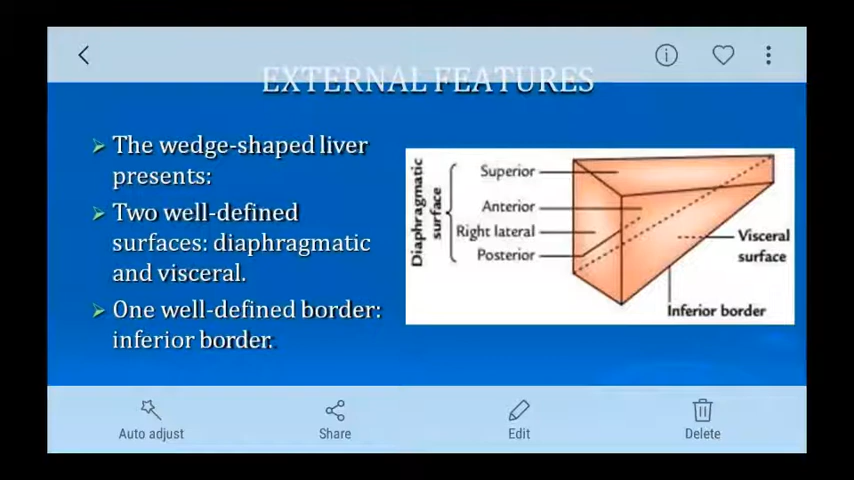 EXTERNAL FEATURES
The wedge-shaped liver
presents:
Two well-defined
surfaces: diaphragmatic
and visceral.
One well-defined border:
inferior border.
Diaphragmatic
surface
Superior
Anterior
Right lateral
Posterior
Visceral
surface
Inferior border
Auto adjust
Share
Edit
Delete